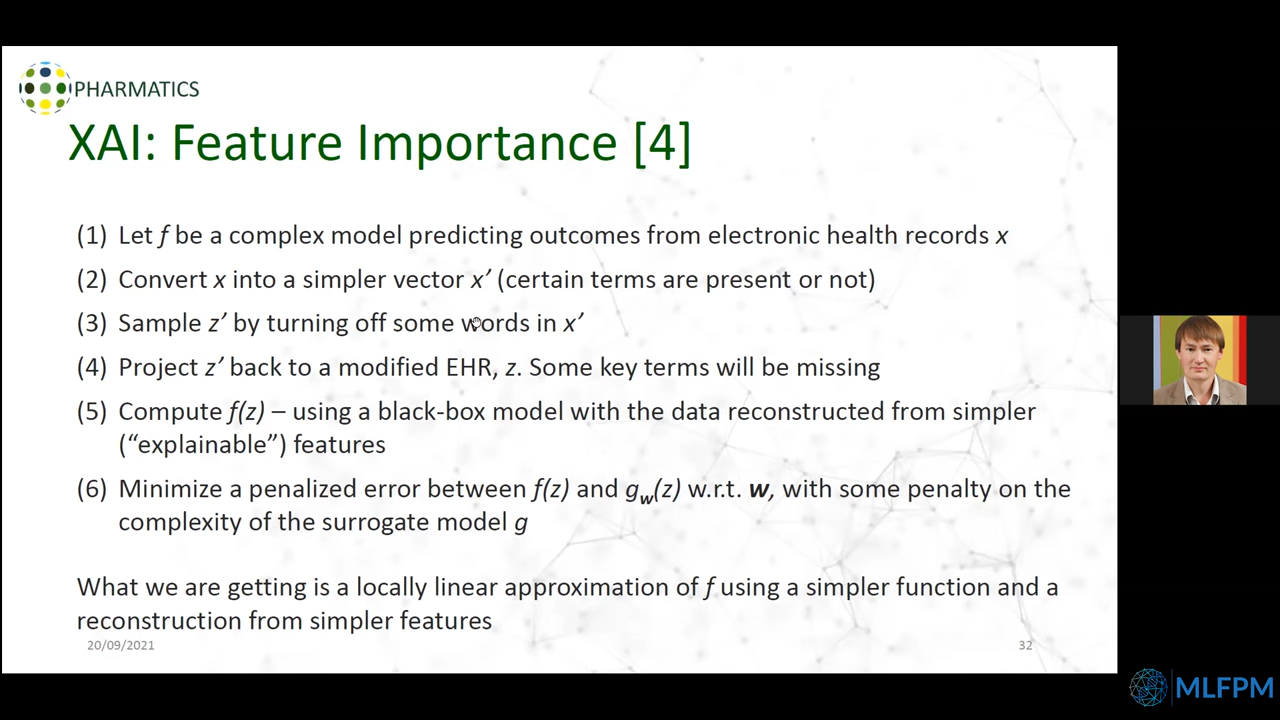 PHARMATICS
XAI: Feature Importance [4]
(1) Let f be a complex model predicting outcomes from electronic health records x
(2) Convert x into a simpler vector x’ (certain terms are present or not)
(3) Sample z’ by turning off some words in x’
(4) Project z’ back to a modified EHR, z. Some key terms will be missing
(5) Compute f(z) – using a black-box model with the data reconstructed from simpler
(“explainable”) features
(6) Minimize a penalized error between f(z) and gw(z) w.r.t. w, with some penalty on the
complexity of the surrogate model g
What we are getting is a locally linear approximation of f using a simpler function and a
reconstruction from simpler features
20/09/2021
32
MLFPM